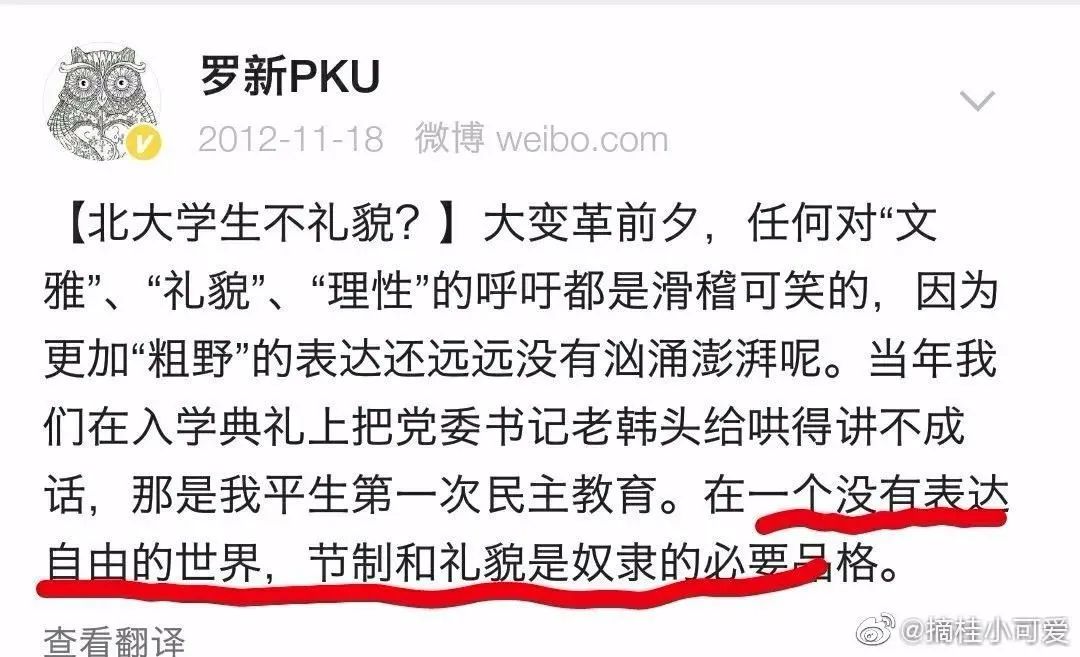 罗新PKU
2012-11-18 微博 weibo.com
【北大学生不礼貌？】大变革前夕，任何对“文
雅”、“礼貌”、“理性”的呼吁都是滑稽可笑的，因为
更加“粗野”的表达还远远没有汹涌澎湃呢。当年我
们在入学典礼上把党委书记老韩头给哄得讲不成
话，那是我平生第一次民主教育。在一个没有表达
自由的世界，节制和礼貌是奴隶的必要品格。
查看翻译
@摘桂小可爱